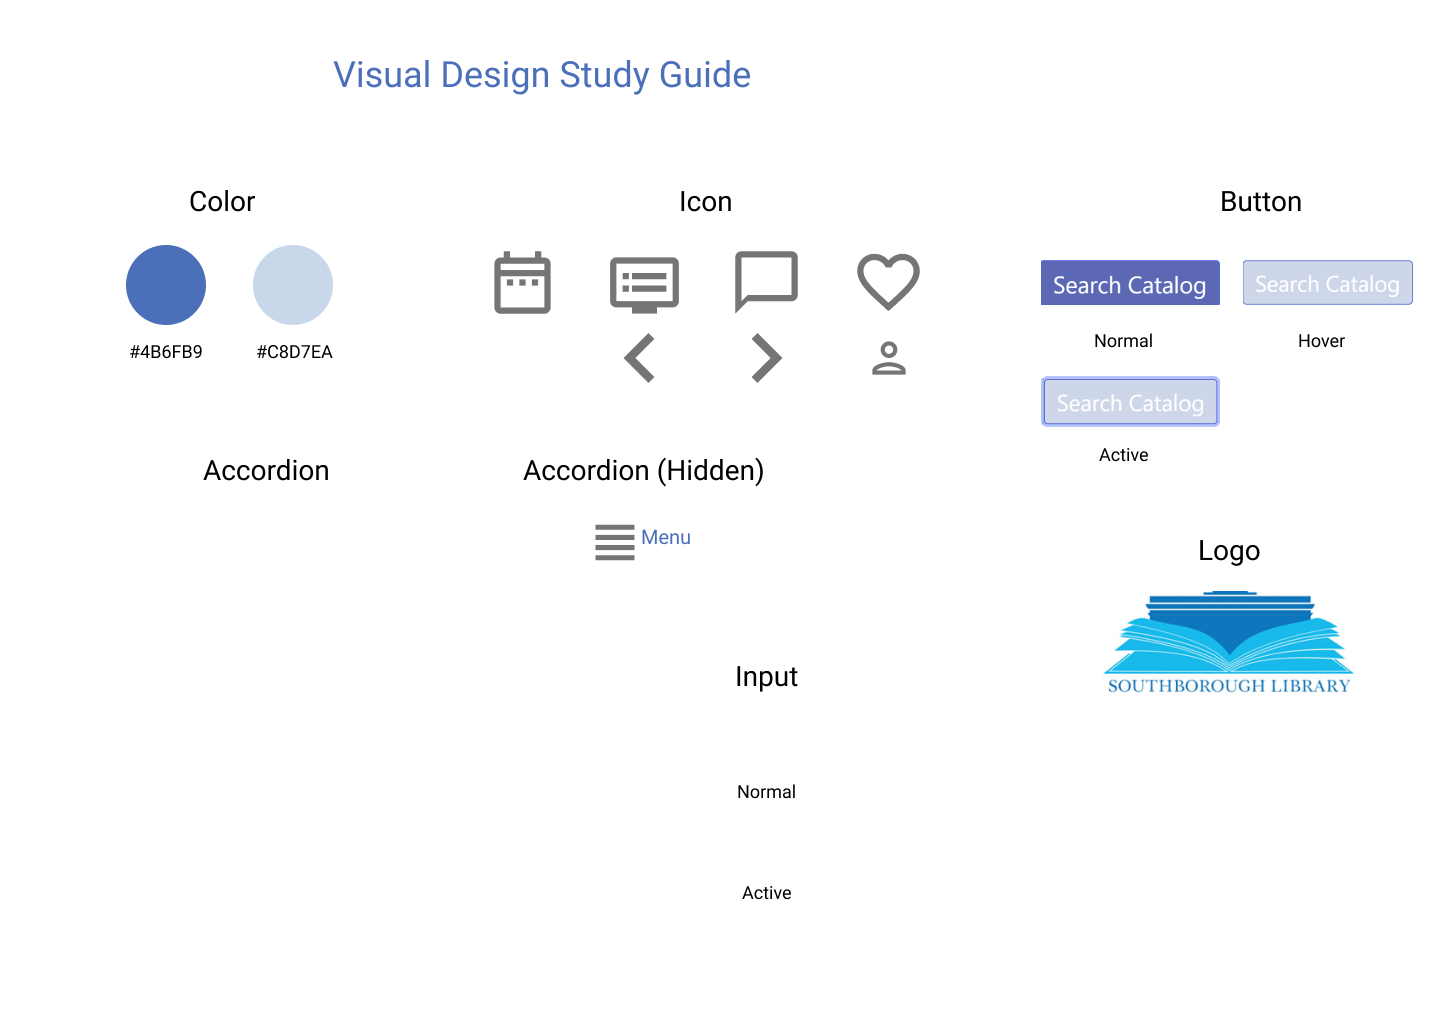 Visual Design Study Guide
Color
Icon
Button
#4B6FB9
#C8D7EA
Search Catalog
Search Catalog
Normal
Hover
Search Catalog
Active
Accordion
Accordion (Hidden)
Menu
Logo
SOUTHBOROUGH LIBRARY
Input
Normal
Active